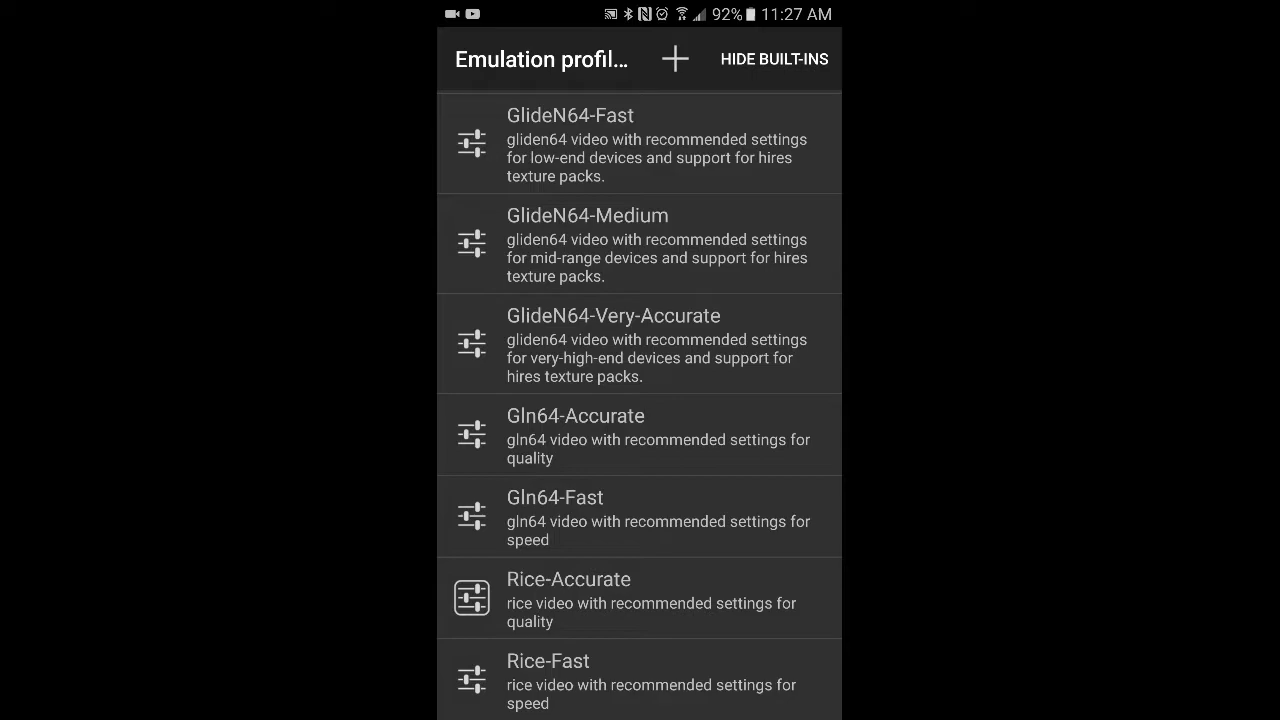 92% 11:27 AM
Emulation profil... HIDE BUILT-INS
GlideN64-Fast
gliden64 video with recommended settings
for low-end devices and support for hires
texture packs.
GlideN64-Medium
gliden64 video with recommended settings
for mid-range devices and support for hires
texture packs.
GlideN64-Very-Accurate
gliden64 video with recommended settings
for very-high-end devices and support for
hires texture packs.
Gln64-Accurate
gln64 video with recommended settings for
quality
Gln64-Fast
gln64 video with recommended settings for
speed
Rice-Accurate
rice video with recommended settings for
quality
Rice-Fast
rice video with recommended settings for
speed